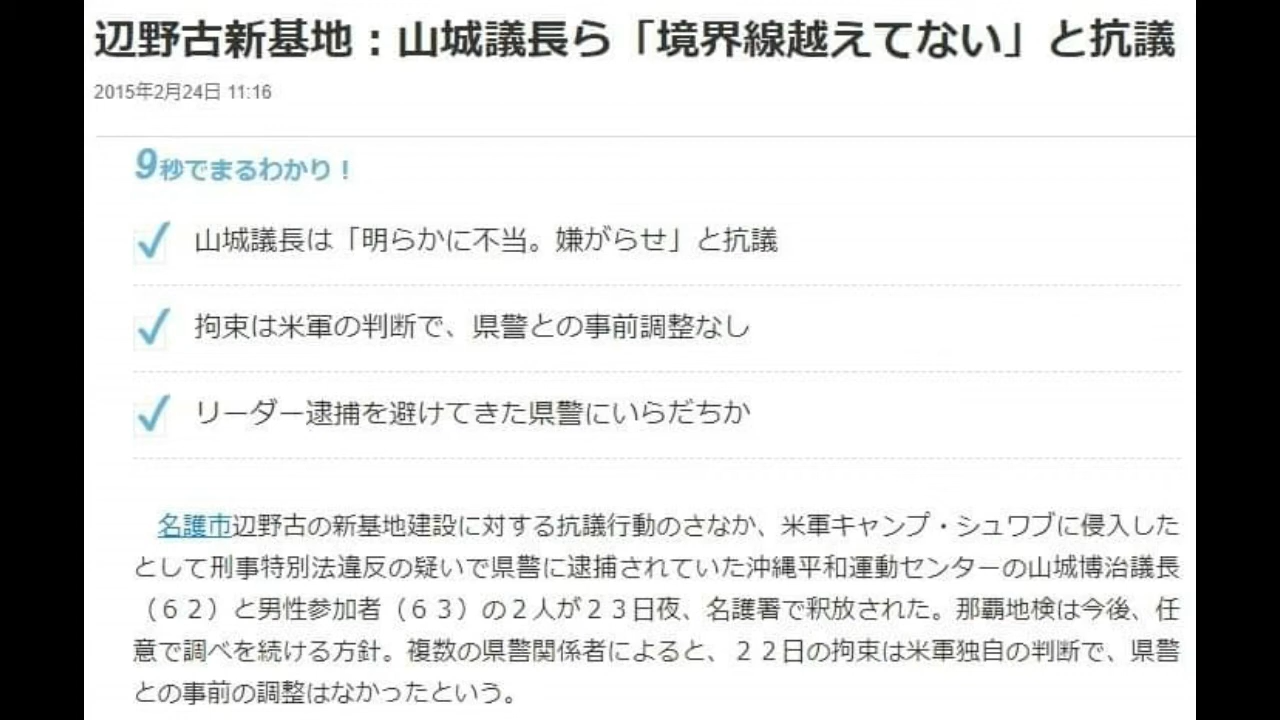 辺野古新基地：山城議長ら「境界線越えてない」と抗議
2015年2月24日 11:16
9秒でまるわかり！
山城議長は「明らかに不当。嫌がらせ」と抗議
拘束は米軍の判断で、県警との事前調整なし
リーダー逮捕を避けてきた県警にいらだちか
名護市辺野古の新基地建設に対する抗議行動のさなか、米軍キャンプ・シュワブに侵入した
として刑事特別法違反の疑いで県警に逮捕されていた沖縄平和運動センターの山城博治議長
（６２）と男性参加者（６３）の２人が２３日夜、名護署で釈放された。那覇地検は今後、任
意で調べを続ける方針。複数の県警関係者によると、２２日の拘束は米軍独自の判断で、県警
との事前の調整はなかったという。